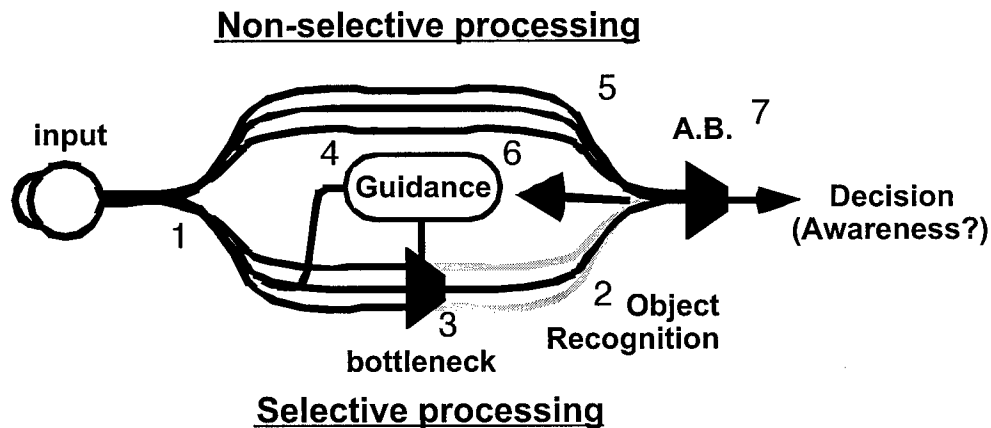 Non-selective processing
5
A.B. 7
input
4
6
Guidance
Decision
(Awareness?)
1
2
Object
Recognition
3
bottleneck
Selective processing